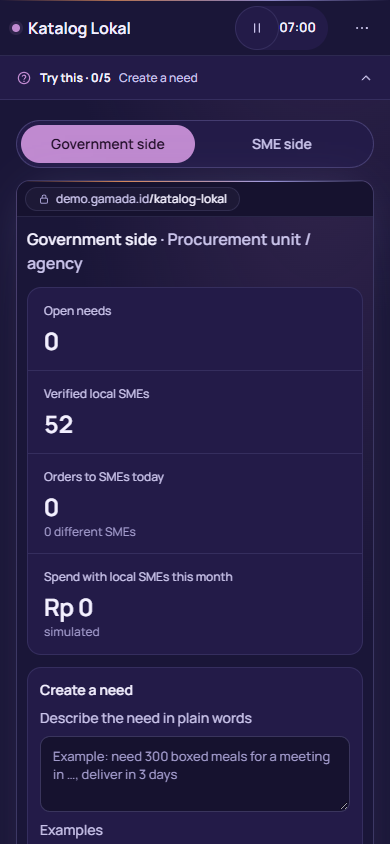 Katalog Lokal
07:00
Try this · 0/5 Create a need
Government side
SME side
demo.gamada.id/katalog-lokal
Government side · Procurement unit /
agency
Open needs
0
Verified local SMEs
52
Orders to SMEs today
0
0 different SMEs
Spend with local SMEs this month
Rp 0
simulated
Create a need
Describe the need in plain words
Example: need 300 boxed meals for a meeting
in ..., deliver in 3 days
Examples